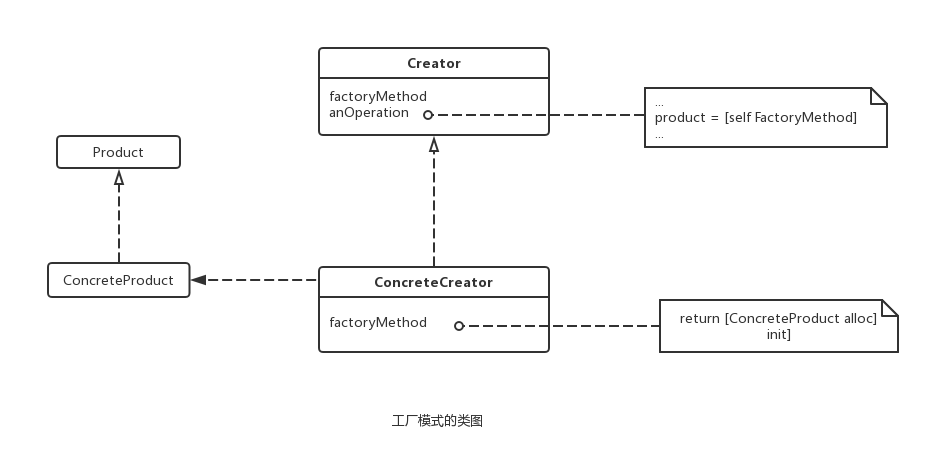 Creator
factoryMethod
anOperation
...
product = [self FactoryMethod]
...
Product
ConcreteProduct
ConcreteCreator
factoryMethod
return [ConcreteProduct alloc]
init]
工厂模式的类图